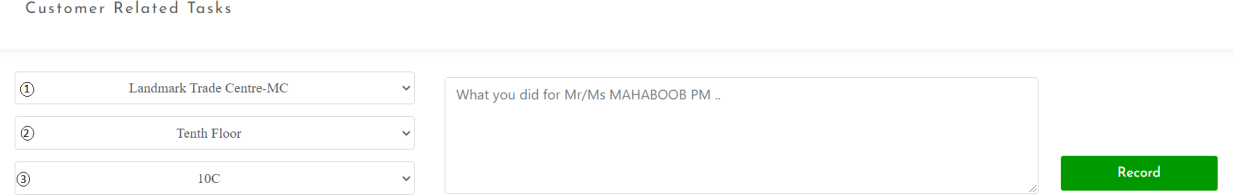 Customer Related Tasks
① Landmark Trade Centre-MC
② Tenth Floor
③ 10C
What you did for Mr/Ms MAHABOOB PM ..
Record